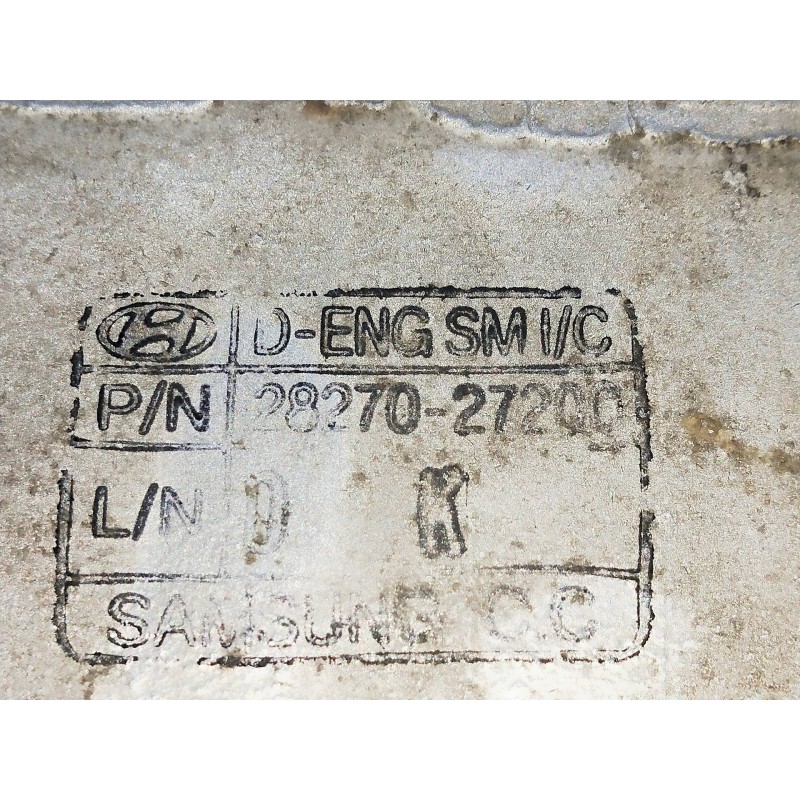 D-ENG SM I/C
P/N 28270-27200
L/N D K
SAMSUNG C.C